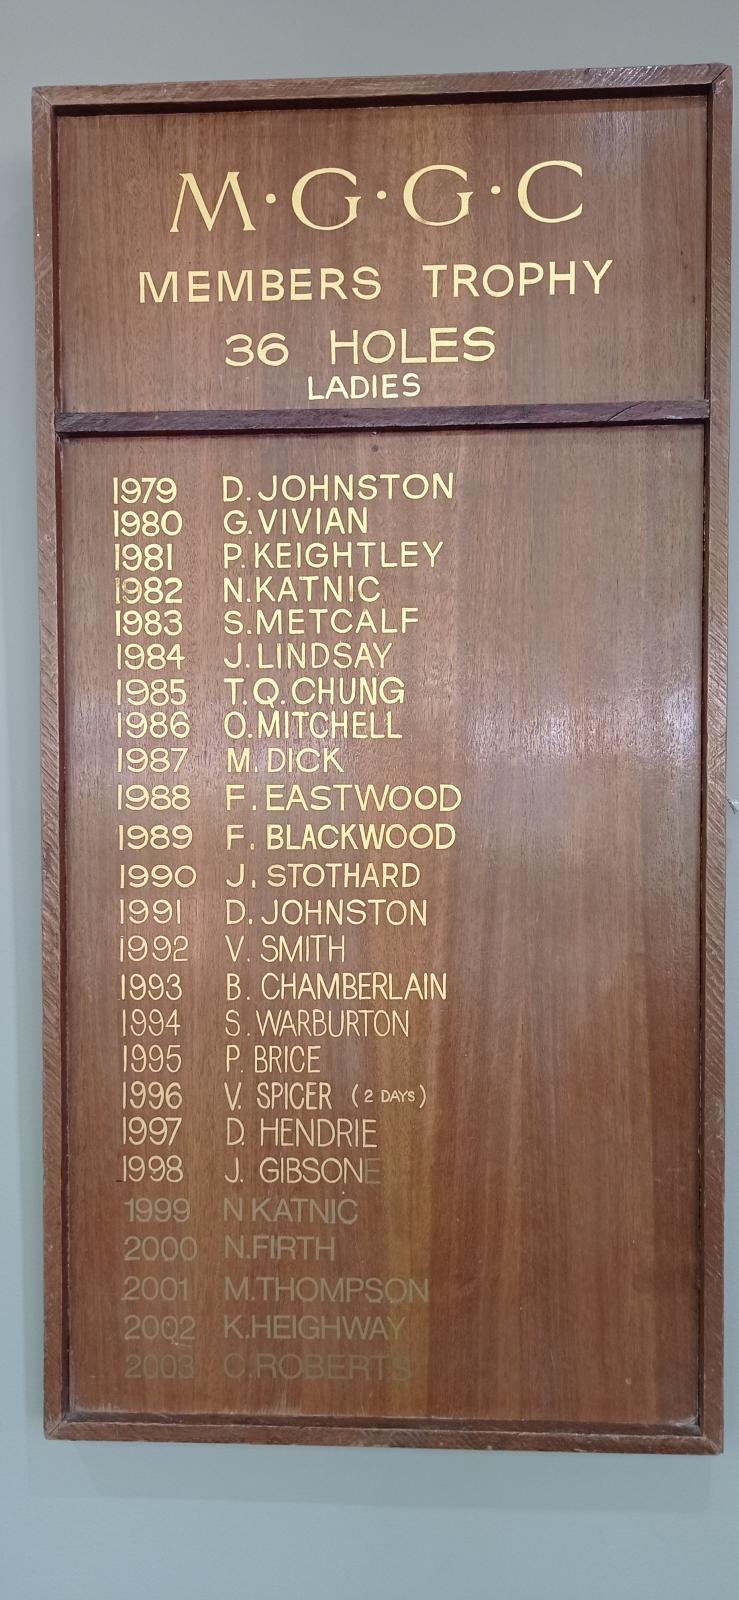 M·G·G·C
MEMBERS TROPHY
36 HOLES
LADIES
1979 D. JOHNSTON
1980 G. VIVIAN
1981 P. KEIGHTLEY
1982 N. KATNIC
1983 S. METCALF
1984 J. LINDSAY
1985 T. Q. CHUNG
1986 O. MITCHELL
1987 M. DICK
1988 F. EASTWOOD
1989 F. BLACKWOOD
1990 J. STOTHARD
1991 D. JOHNSTON
1992 V. SMITH
1993 B. CHAMBERLAIN
1994 S. WARBURTON
1995 P. BRICE
1996 V. SPICER (2 DAYS)
1997 D. HENDRIE
1998 J. GIBSONE
1999 N KATNIC
2000 N.FIRTH
2001 M.THOMPSON
2002 K.HEIGHWAY
2003 C.ROBERTS